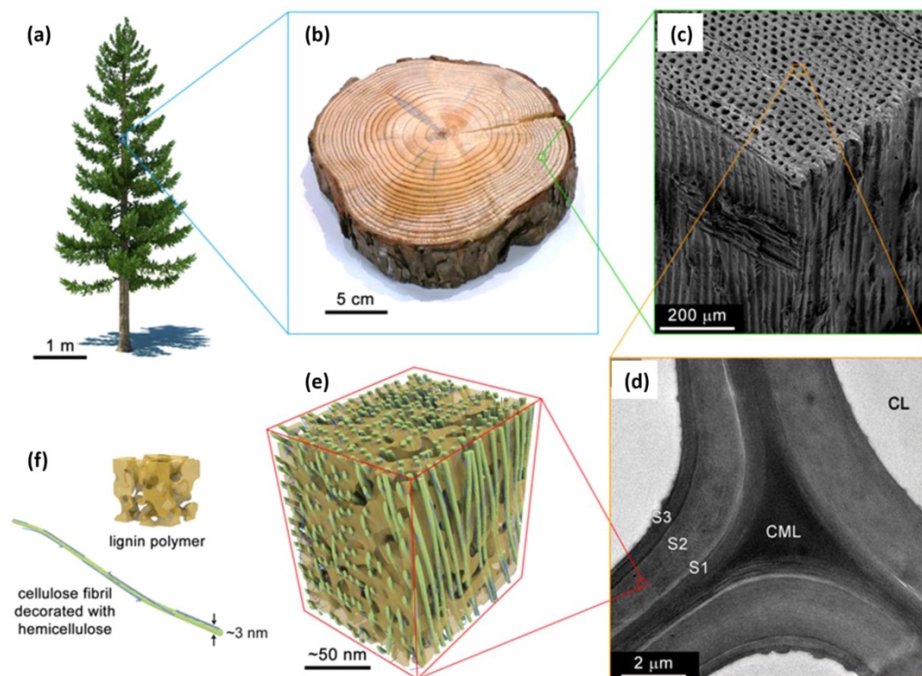 (a)
1 m
(b)
5 cm
(c)
200 µm
(d)
CL
S3
S2
S1
CML
2 µm
(e)
~50 nm
(f)
lignin polymer
cellulose fibril
decorated with
hemicellulose
~3 nm